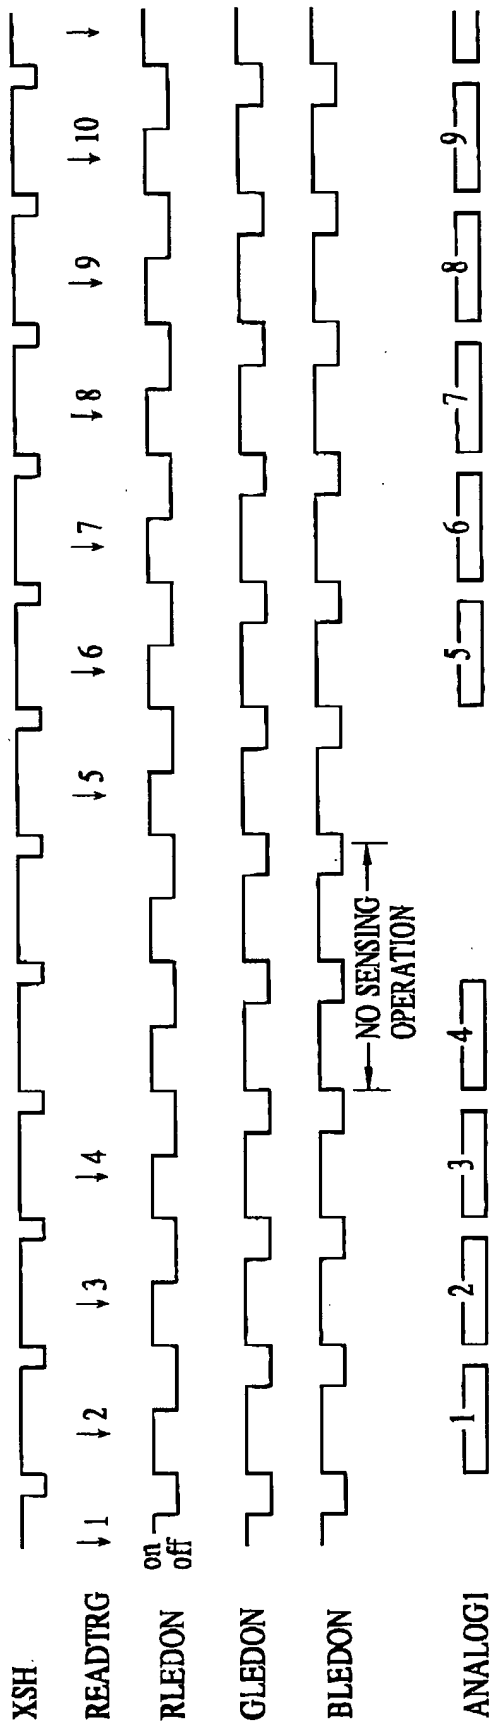 XSH
READTRG 1 2 3 4 5 6 7 8 9 10
RLEDON on
off
GLEDON
BLEDON
NO SENSING
OPERATION
ANALOG1 1 2 3 4 5 6 7 8 9